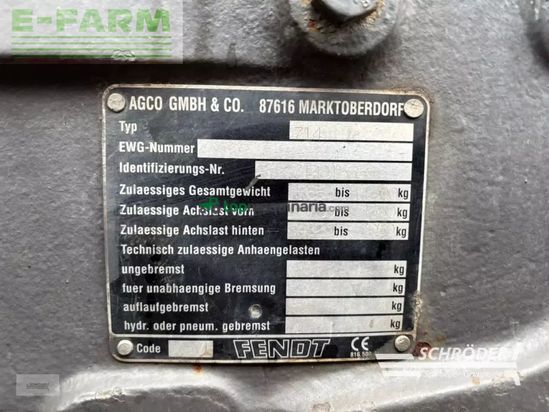 E-FARM
AGCO GMBH & CO. 87616 MARKTOBERDORF
Typ 714
EWG-Nummer
Identifizierungs-Nr.
Zulaessiges Gesamtgewicht bis kg
Zulaessige Achslast vorn bis kg
Zulaessige Achslast hinten bis kg
Technisch zulaessige Anhaengelasten
ungebremst kg
fuer unabhaengige Bremsung kg
auflaufgebremst kg
hydr. oder pneum. gebremst kg
Code FENDT CE
SCHRÖDER